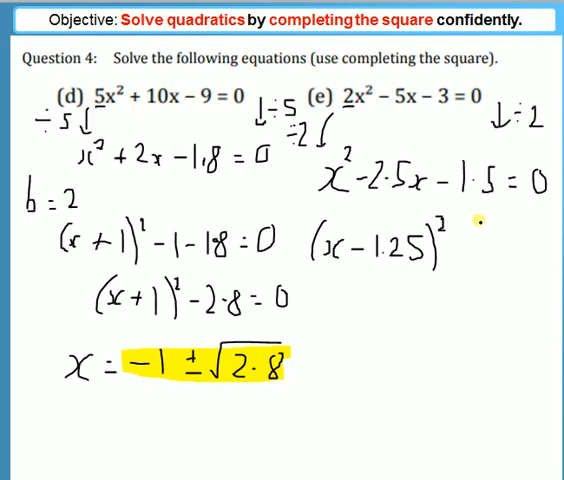 Objective: Solve quadratics by completing the square confidently.
Question 4: Solve the following equations (use completing the square).
(d) 5x² + 10x − 9 = 0
÷5 ↓
↓ ÷5
x² + 2x − 1.8 = 0
b = 2
(x + 1)² − 1 − 1.8 = 0
(x + 1)² − 2.8 = 0
x = −1 ± √2.8
(e) 2x² − 5x − 3 = 0
÷2 ↓
↓ ÷2
x² − 2.5x − 1.5 = 0
(x − 1.25)²